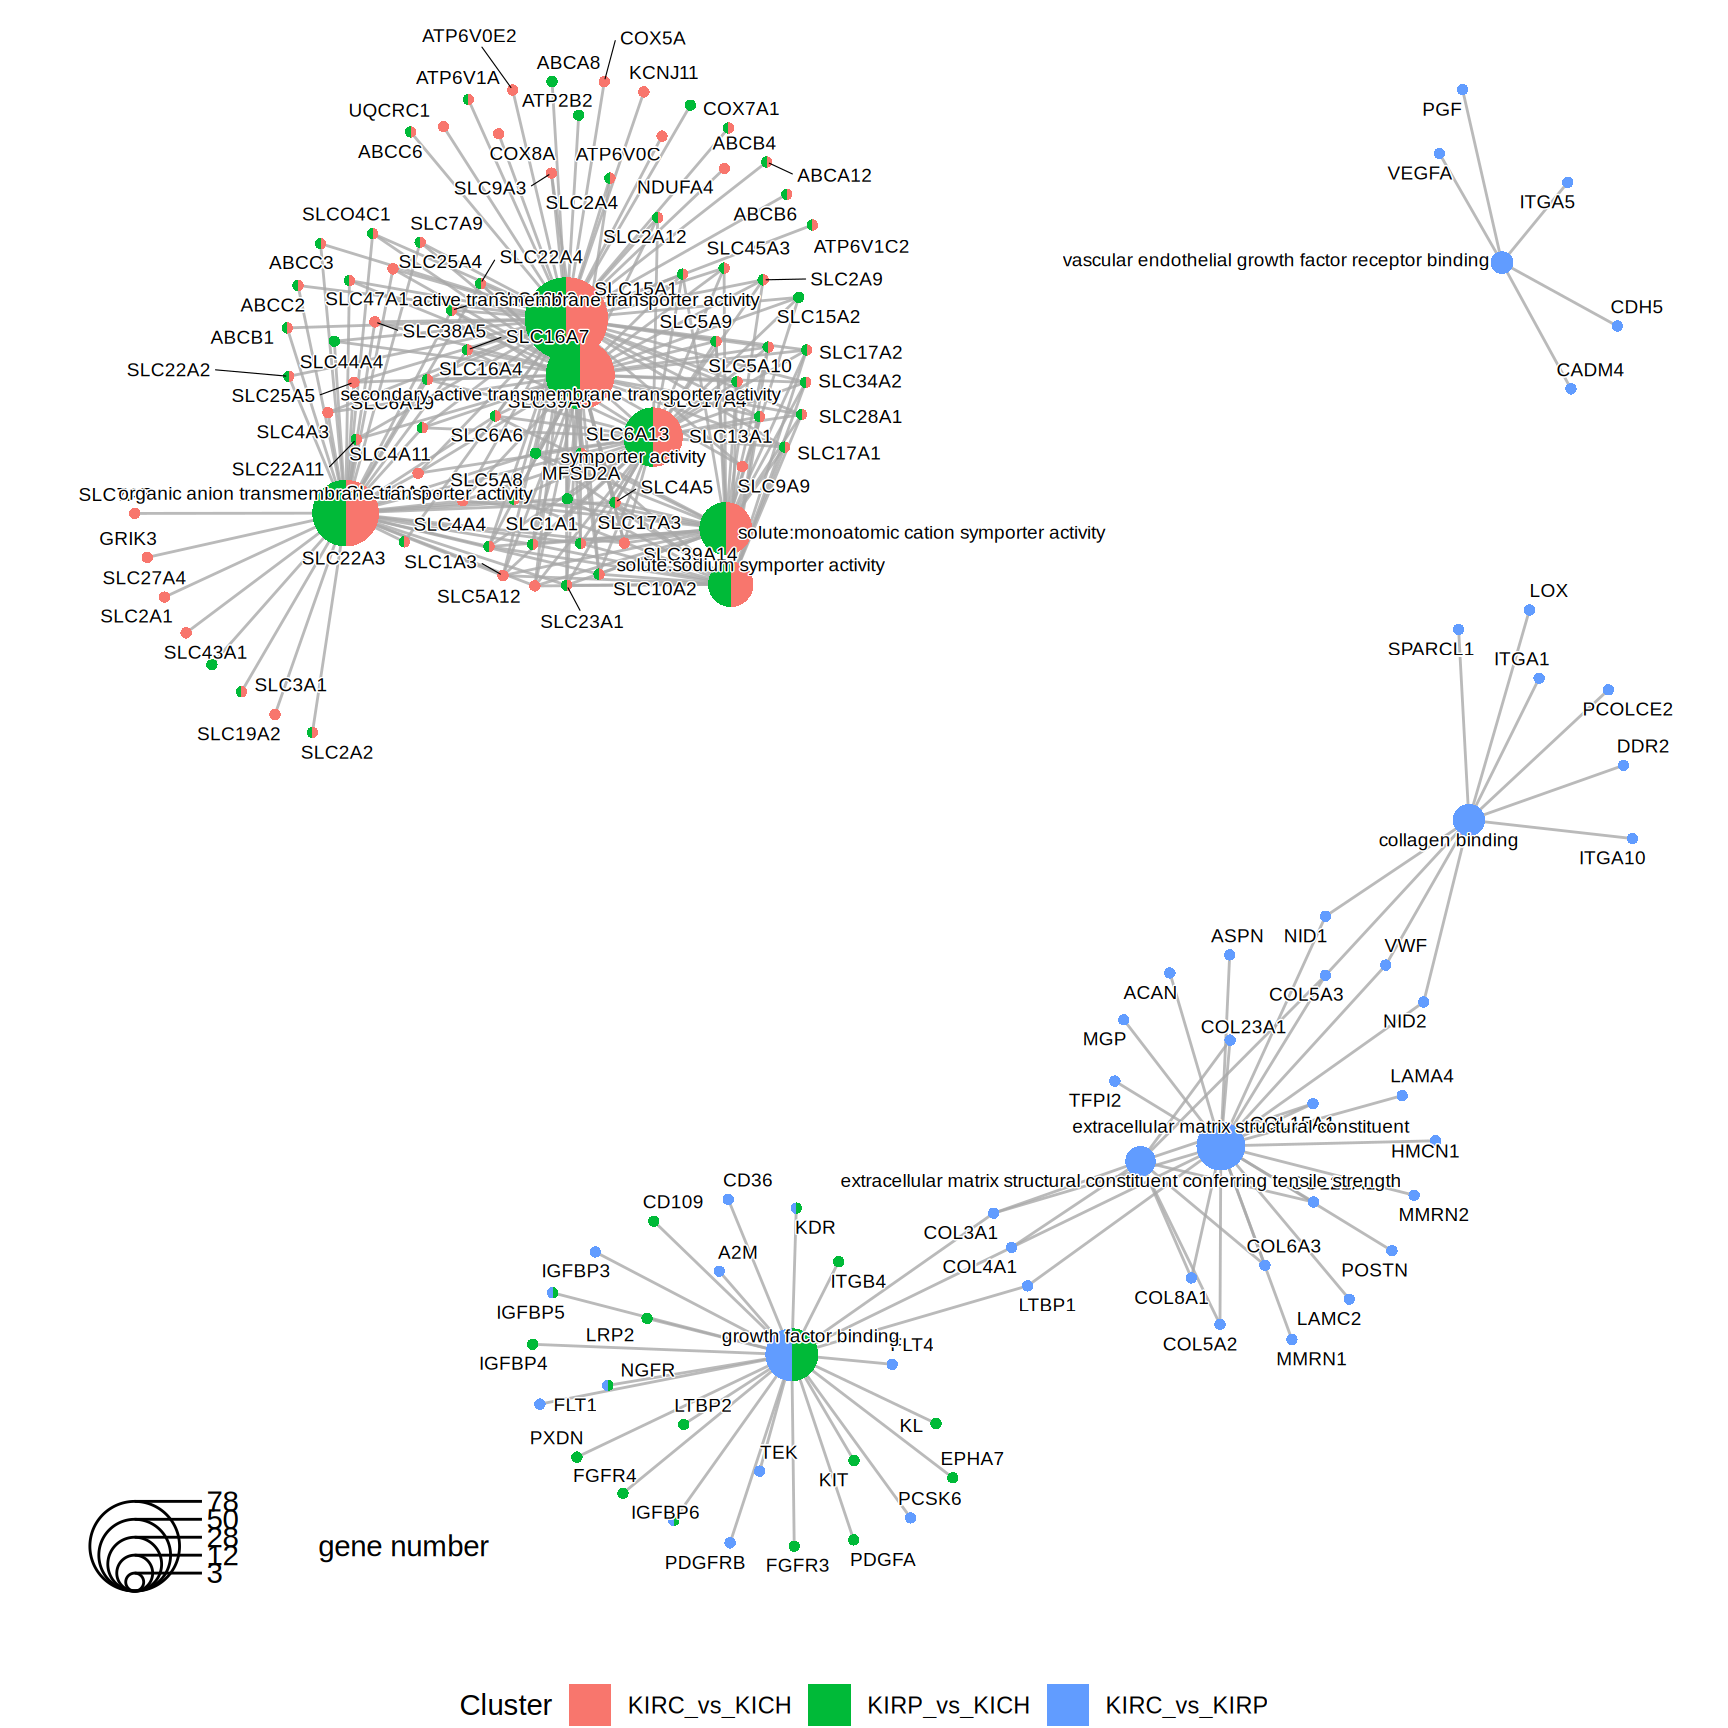 ATP6V0E2
COX5A
ABCA8
KCNJ11
ATP6V1A
ATP2B2
COX7A1
UQCRC1
ABCB4
ABCC6
COX8A
ATP6V0C
ABCA12
SLC9A3
NDUFA4
SLC2A4
SLCO4C1
SLC7A9
ABCB6
SLC2A12
SLC45A3
ATP6V1C2
ABCC3
SLC25A4
SLC22A4
SLC2A9
SLC15A1
ABCC2
SLC47A1
active transmembrane transporter activity
SLC15A2
SLC5A9
ABCB1
SLC38A5
SLC16A7
SLC17A2
SLC44A4
SLC22A2
SLC16A4
SLC5A10
SLC34A2
SLC25A5
secondary active transmembrane transporter activity
SLC6A19
SLC39A5
SLC17A4
SLC28A1
SLC4A3
SLC6A6
SLC6A13
SLC13A1
SLC4A11
symporter activity
SLC17A1
SLC22A11
MFSD2A
SLC5A8
SLC4A5
SLC9A9
organic anion transmembrane transporter activity
SLC4A4
SLC1A1
SLC17A3
solute:monoatomic cation symporter activity
GRIK3
SLC22A3
SLC1A3
SLC39A14
solute:sodium symporter activity
SLC27A4
SLC5A12
SLC10A2
SLC2A1
SLC23A1
SLC43A1
SLC3A1
SLC19A2
SLC2A2
PGF
VEGFA
ITGA5
vascular endothelial growth factor receptor binding
CDH5
CADM4
LOX
SPARCL1
ITGA1
PCOLCE2
DDR2
collagen binding
ITGA10
ASPN
NID1
VWF
ACAN
COL5A3
MGP
COL23A1
NID2
LAMA4
TFPI2
COL15A1
extracellular matrix structural constituent
HMCN1
extracellular matrix structural constituent conferring tensile strength
MMRN2
COL3A1
COL6A3
COL4A1
POSTN
COL8A1
LTBP1
LAMC2
COL5A2
MMRN1
CD36
CD109
KDR
A2M
IGFBP3
ITGB4
IGFBP5
LRP2
growth factor binding
FLT4
IGFBP4
NGFR
FLT1
LTBP2
KL
PXDN
TEK
EPHA7
FGFR4
KIT
PCSK6
IGFBP6
PDGFRB
FGFR3
PDGFA
78
50
28
12
3
gene number
Cluster
KIRC_vs_KICH
KIRP_vs_KICH
KIRC_vs_KIRP